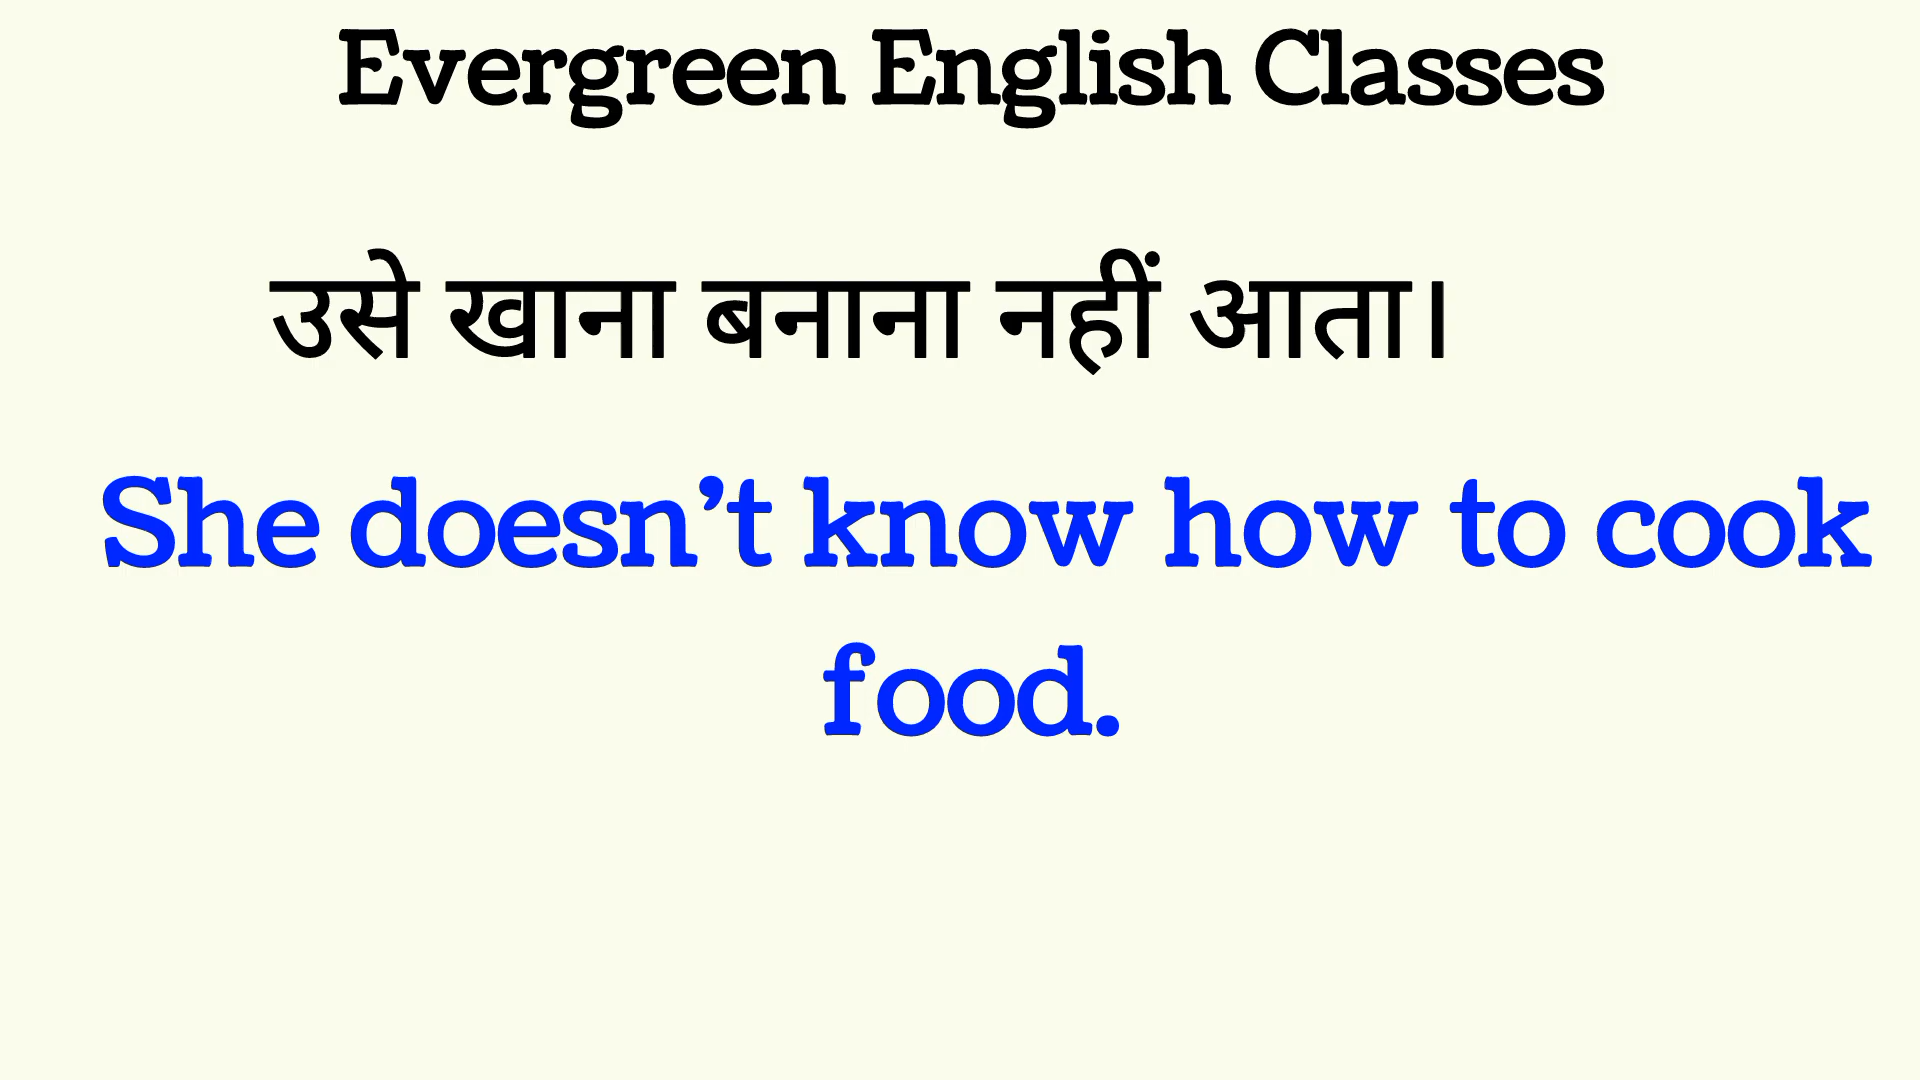 Evergreen English Classes
उसे खाना बनाना नहीं आता।
She doesn’t know how to cook
food.